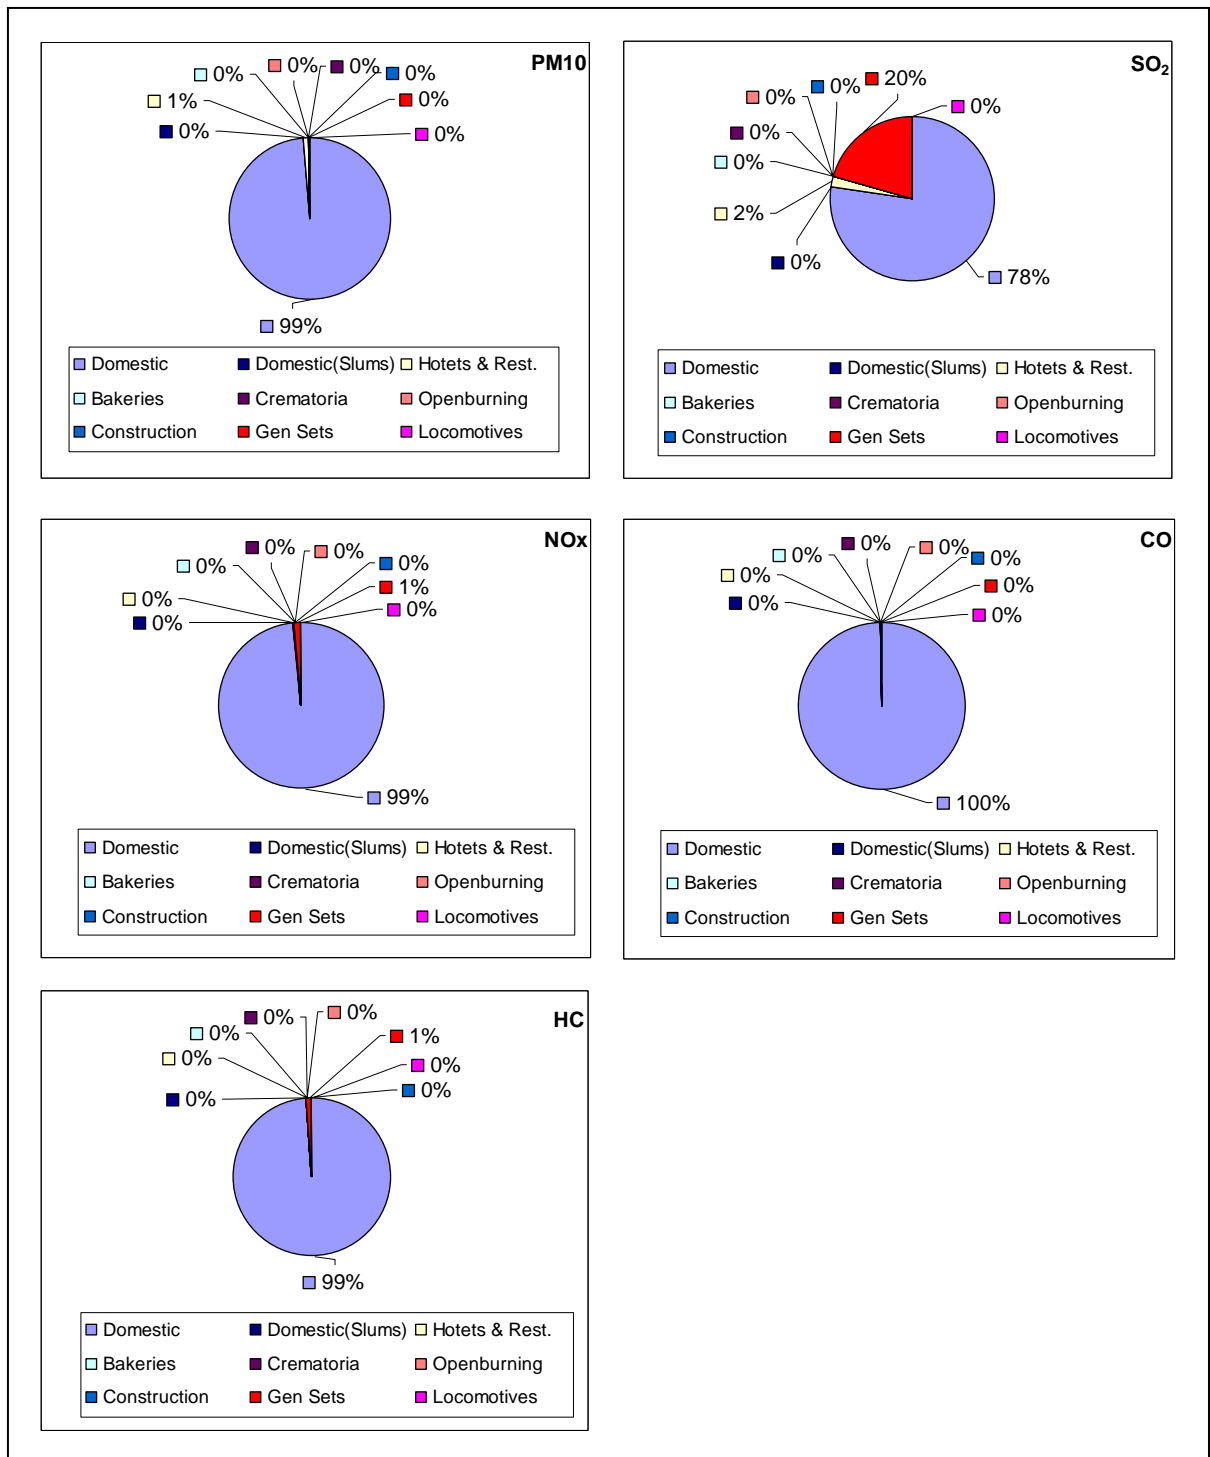 PM10
0% 0% 0% 0%
1% 0%
0% 0%
99%
Domestic Domestic(Slums) Hotets & Rest.
Bakeries Crematoria Openburning
Construction Gen Sets Locomotives
SO2
0% 20%
0% 0%
0%
0%
2%
0%
78%
Domestic Domestic(Slums) Hotets & Rest.
Bakeries Crematoria Openburning
Construction Gen Sets Locomotives
NOx
0% 0%
0% 0%
0% 1%
0% 0%
99%
Domestic Domestic(Slums) Hotets & Rest.
Bakeries Crematoria Openburning
Construction Gen Sets Locomotives
CO
0% 0%
0% 0%
0% 0%
0% 0%
100%
Domestic Domestic(Slums) Hotets & Rest.
Bakeries Crematoria Openburning
Construction Gen Sets Locomotives
HC
0% 0%
0% 1%
0% 0%
0% 0%
99%
Domestic Domestic(Slums) Hotets & Rest.
Bakeries Crematoria Openburning
Construction Gen Sets Locomotives